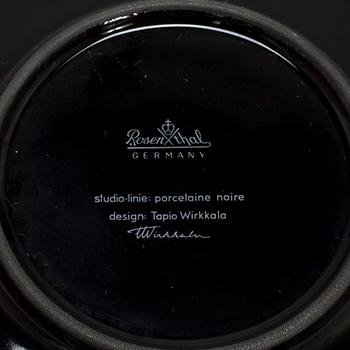 Rosenthal
GERMANY
studio-linie: porcelaine noire
design: Tapio Wirkkala
TWirkkala